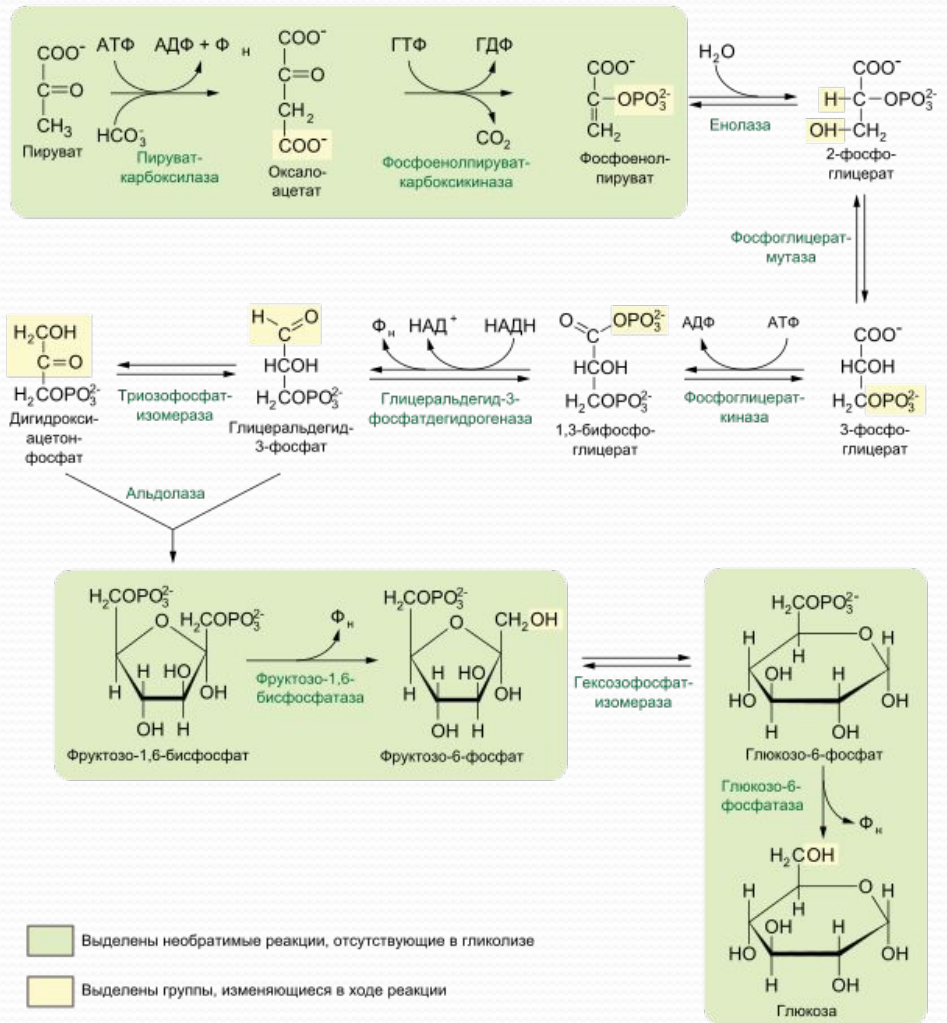 COO⁻
C=O
CH₃
Пируват
АТФ
АДФ + Ф н
HCO₃⁻
Пируват-
карбоксилаза
COO⁻
C=O
CH₂
COO⁻
Оксало-
ацетат
ГТФ
ГДФ
CO₂
Фосфоенолпируват-
карбоксикиназа
COO⁻
C–OPO₃²⁻
CH₂
Фосфоенол-
пируват
H₂O
Енолаза
COO⁻
H–C–OPO₃²⁻
OH–CH₂
2-фосфо-
глицерат
Фосфоглицерат-
мутаза
H₂COH
C=O
H₂COPO₃²⁻
Дигидрокси-
ацетон-
фосфат
Триозофосфат-
изомераза
H C O
HCOH
H₂COPO₃²⁻
Глицеральдегид-
3-фосфат
Фн НАД⁺ НАДН
Глицеральдегид-3-
фосфатдегидрогеназа
O C OPO₃²⁻
HCOH
H₂COPO₃²⁻
1,3-бифосфо-
глицерат
АДФ
АТФ
Фосфоглицерат-
киназа
COO⁻
HCOH
H₂COPO₃²⁻
3-фосфо-
глицерат
Альдолаза
H₂COPO₃²⁻
O H₂COPO₃²⁻
H H HO OH
OH H
Фруктозо-1,6-бисфосфат
Фн
Фруктозо-1,6-
бисфосфатаза
H₂COPO₃²⁻
O CH₂OH
H H HO OH
OH H
Фруктозо-6-фосфат
Гексозофосфат-
изомераза
H₂COPO₃²⁻
H O H
H
OH H
HO OH
H OH
Глюкозо-6-фосфат
Глюкозо-6-
фосфатаза
Фн
H₂COH
H O H
H
OH H
HO OH
H OH
Глюкоза
Выделены необратимые реакции, отсутствующие в гликолизе
Выделены группы, изменяющиеся в ходе реакции